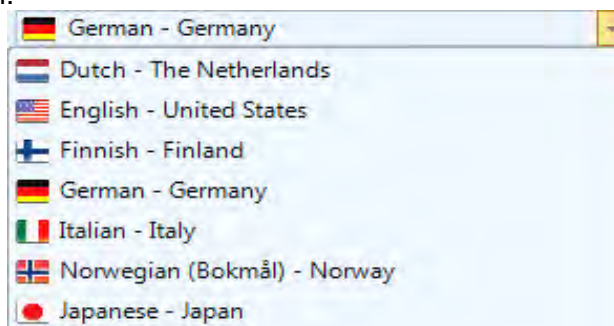 German - Germany
Dutch - The Netherlands
English - United States
Finnish - Finland
German - Germany
Italian - Italy
Norwegian (Bokmål) - Norway
Japanese - Japan